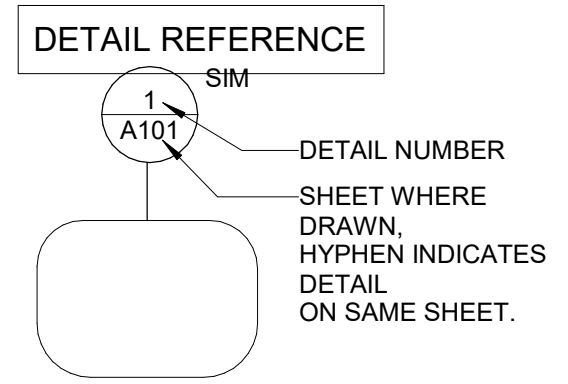 DETAIL REFERENCE
SIM
1
A101
DETAIL NUMBER
SHEET WHERE
DRAWN,
HYPHEN INDICATES
DETAIL
ON SAME SHEET.